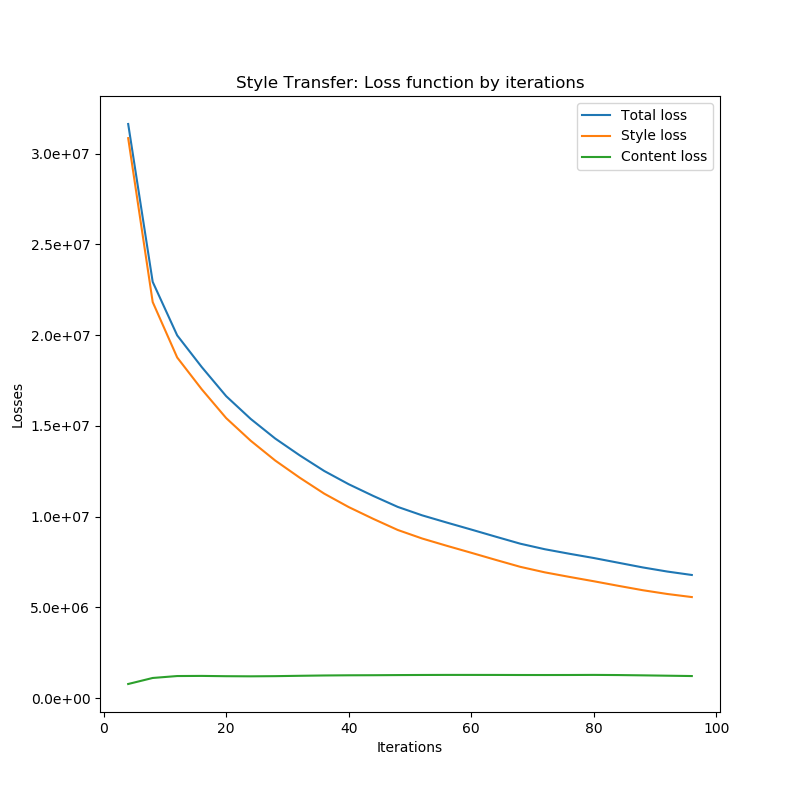 Style Transfer: Loss function by iterations
Total loss
Style loss
Content loss
3.0e+07
2.5e+07
2.0e+07
1.5e+07
1.0e+07
5.0e+06
0.0e+00
Losses
0 20 40 60 80 100
Iterations